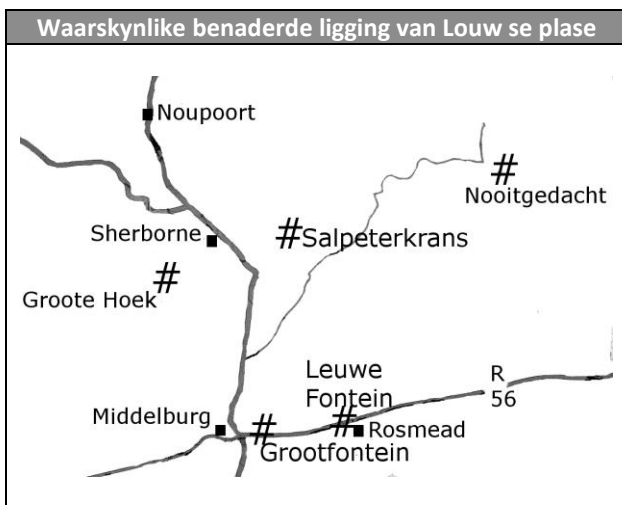 Waarskynlike benaderde ligging van Louw se plase
Noupoort
#
Nooitgedacht
Sherborne
#Salpeterkrans
#
Groote Hoek
Leuwe
Fontein
R
56
Middelburg
#
#
Rosmead
Grootfontein